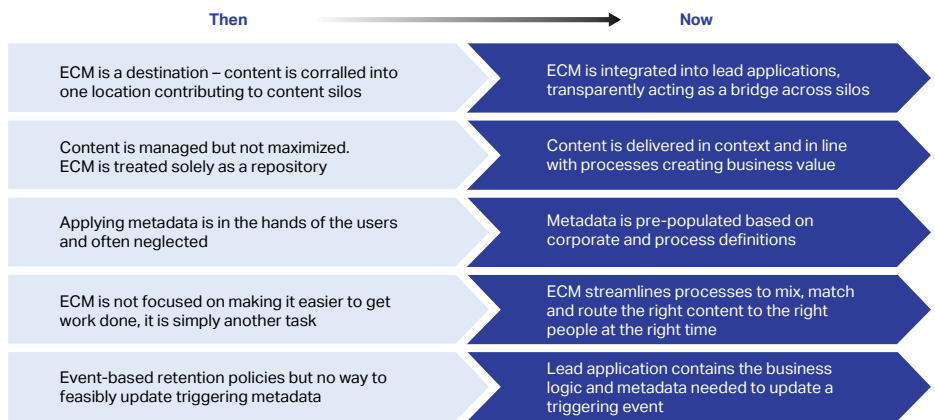 Then
Now
ECM is a destination – content is corralled into
one location contributing to content silos
ECM is integrated into lead applications,
transparently acting as a bridge across silos
Content is managed but not maximized.
ECM is treated solely as a repository
Content is delivered in context and in line
with processes creating business value
Applying metadata is in the hands of the users
and often neglected
Metadata is pre-populated based on
corporate and process definitions
ECM is not focused on making it easier to get
work done, it is simply another task
ECM streamlines processes to mix, match
and route the right content to the right
people at the right time
Event-based retention policies but no way to
feasibly update triggering metadata
Lead application contains the business
logic and metadata needed to update a
triggering event